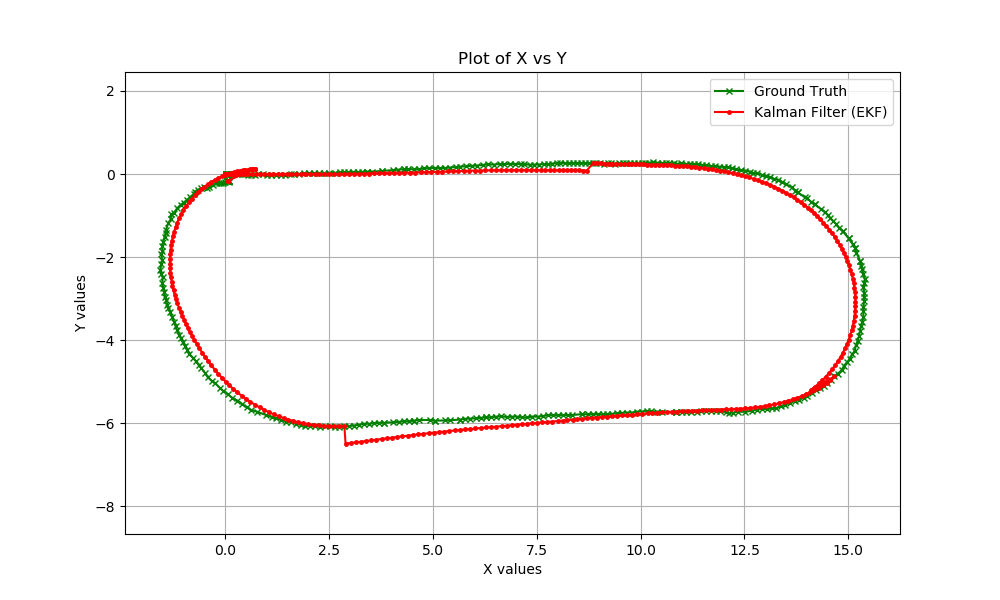 Plot of X vs Y
Ground Truth
Kalman Filter (EKF)
2
0
−2
−4
−6
−8
Y values
0.0 2.5 5.0 7.5 10.0 12.5 15.0
X values